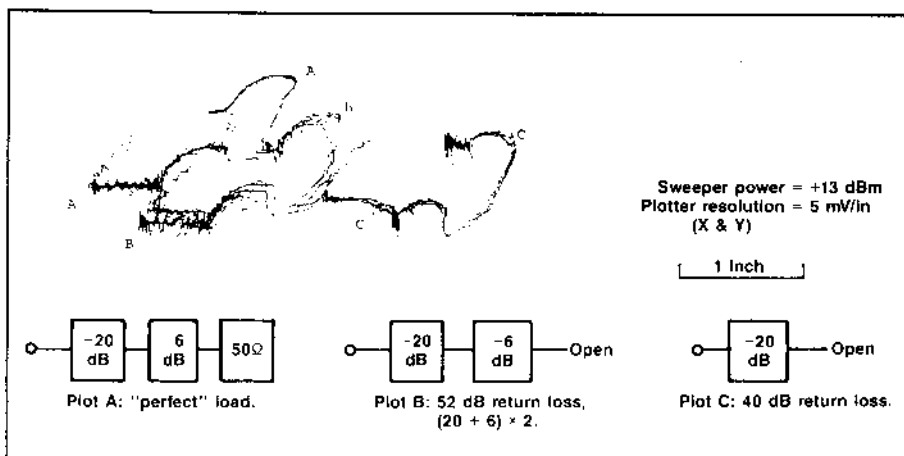 A
b
C
A
B
C
Sweeper power = +13 dBm
Plotter resolution = 5 mV/in
(X & Y)
1 Inch
-20
dB
6
dB
50Ω
-20
dB
-6
dB
Open
-20
dB
Open
Plot A: "perfect" load.
Plot B: 52 dB return loss,
(20 + 6) × 2.
Plot C: 40 dB return loss.